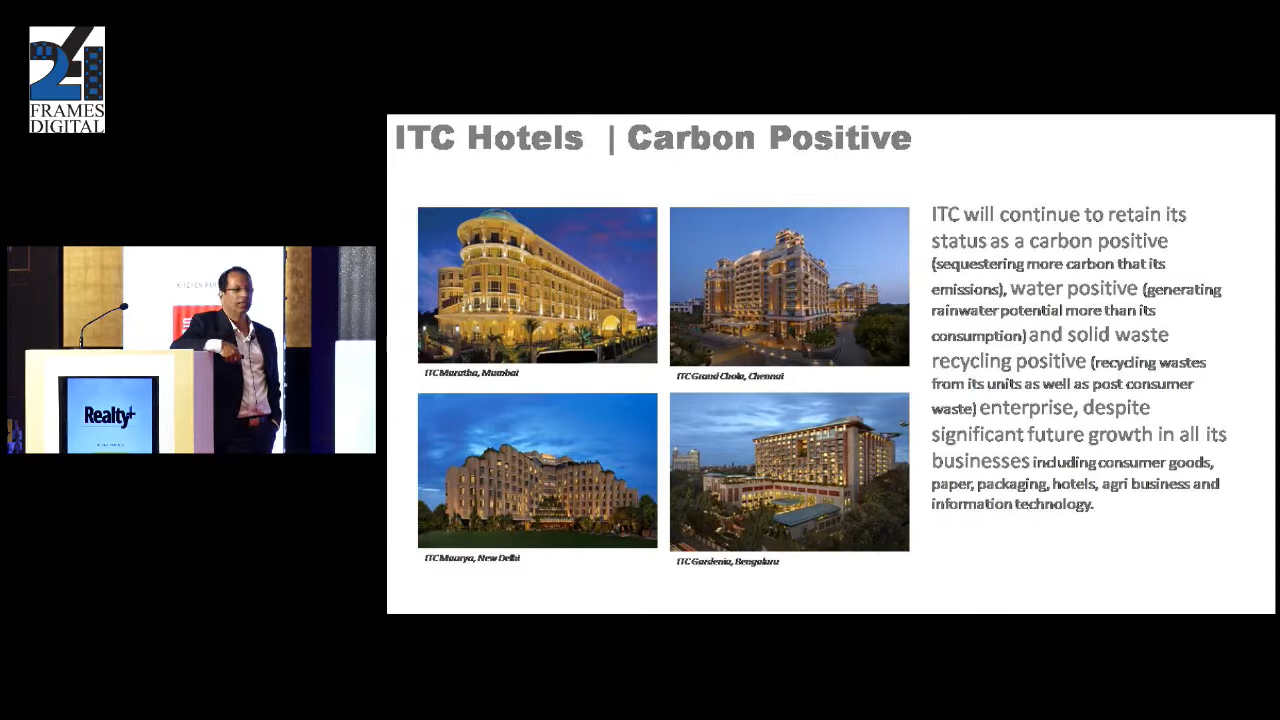 24
FRAMES
DIGITAL
ITC Hotels | Carbon Positive
ITC will continue to retain its
status as a carbon positive
(sequestering more carbon that its
emissions), water positive (generating
rainwater potential more than its
consumption) and solid waste
recycling positive (recycling wastes
from its units as well as post consumer
waste) enterprise, despite
significant future growth in all its
businesses including consumer goods,
paper, packaging, hotels, agri business and
information technology.
ITC Maratha, Mumbai
ITC Grand Chola, Chennai
ITC Maurya, New Delhi
ITC Gardenia, Bengaluru
KITCHEN PAR
Realty+